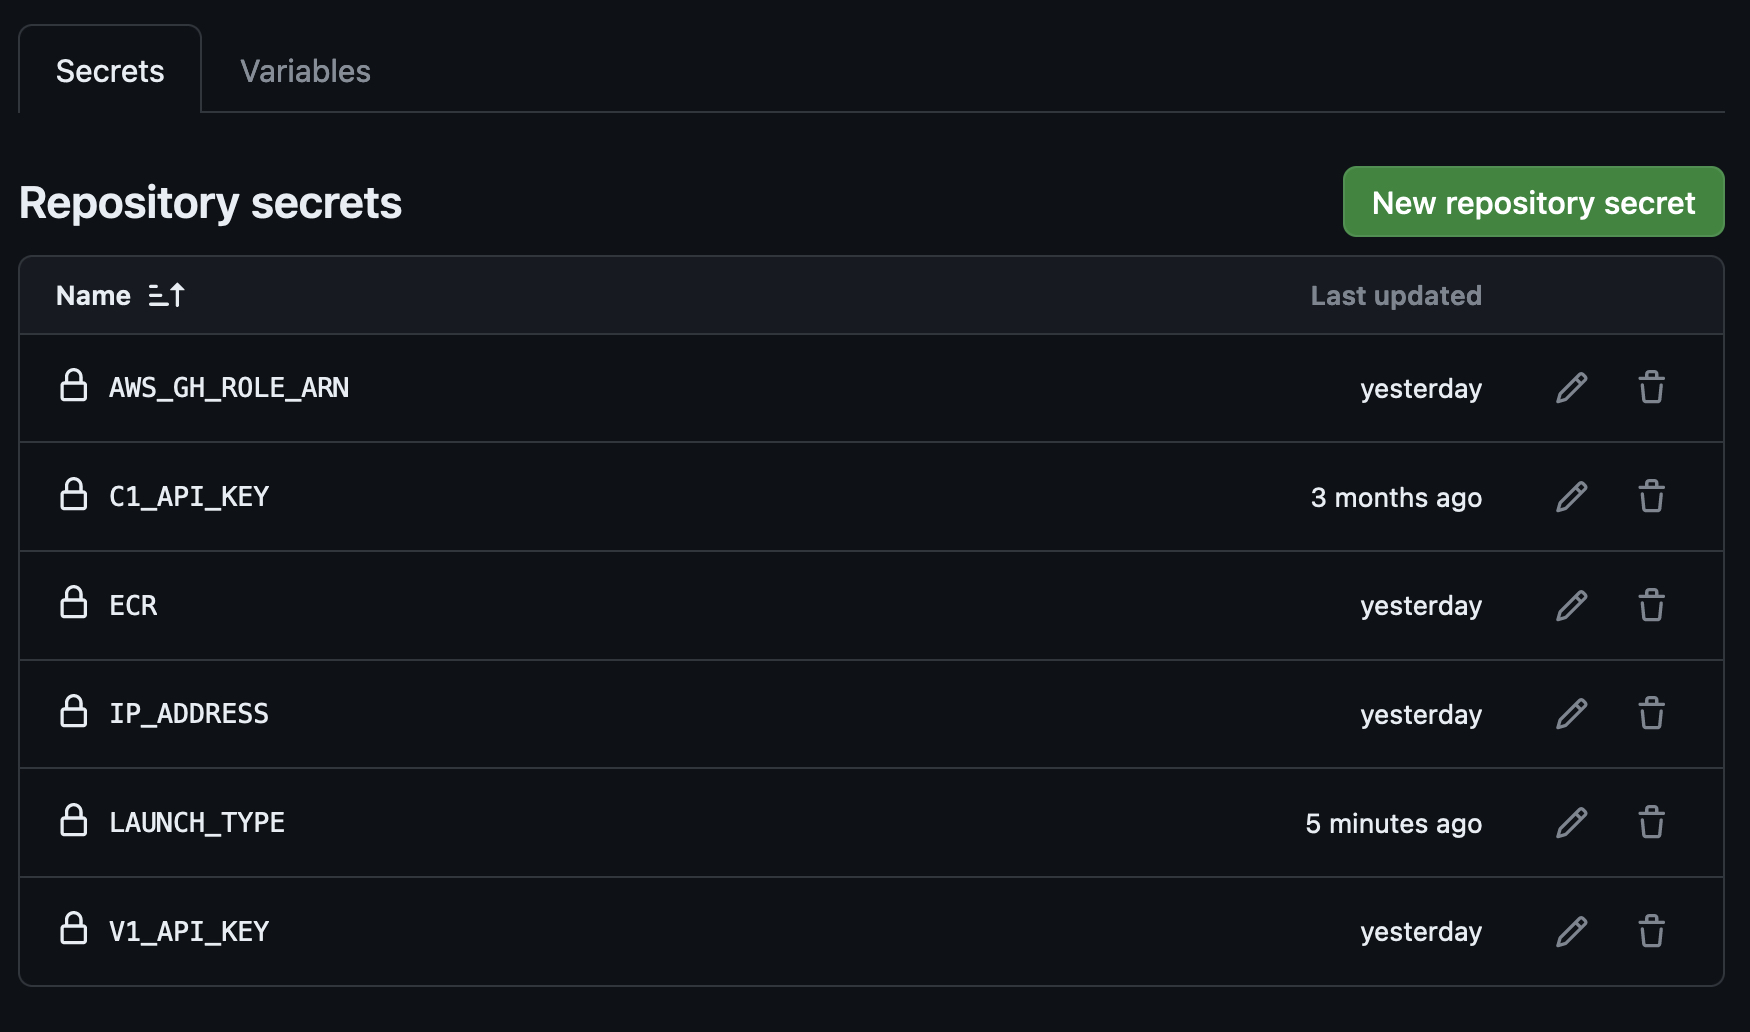 Secrets Variables
Repository secrets New repository secret
Name Last updated
AWS_GH_ROLE_ARN yesterday
C1_API_KEY 3 months ago
ECR yesterday
IP_ADDRESS yesterday
LAUNCH_TYPE 5 minutes ago
V1_API_KEY yesterday